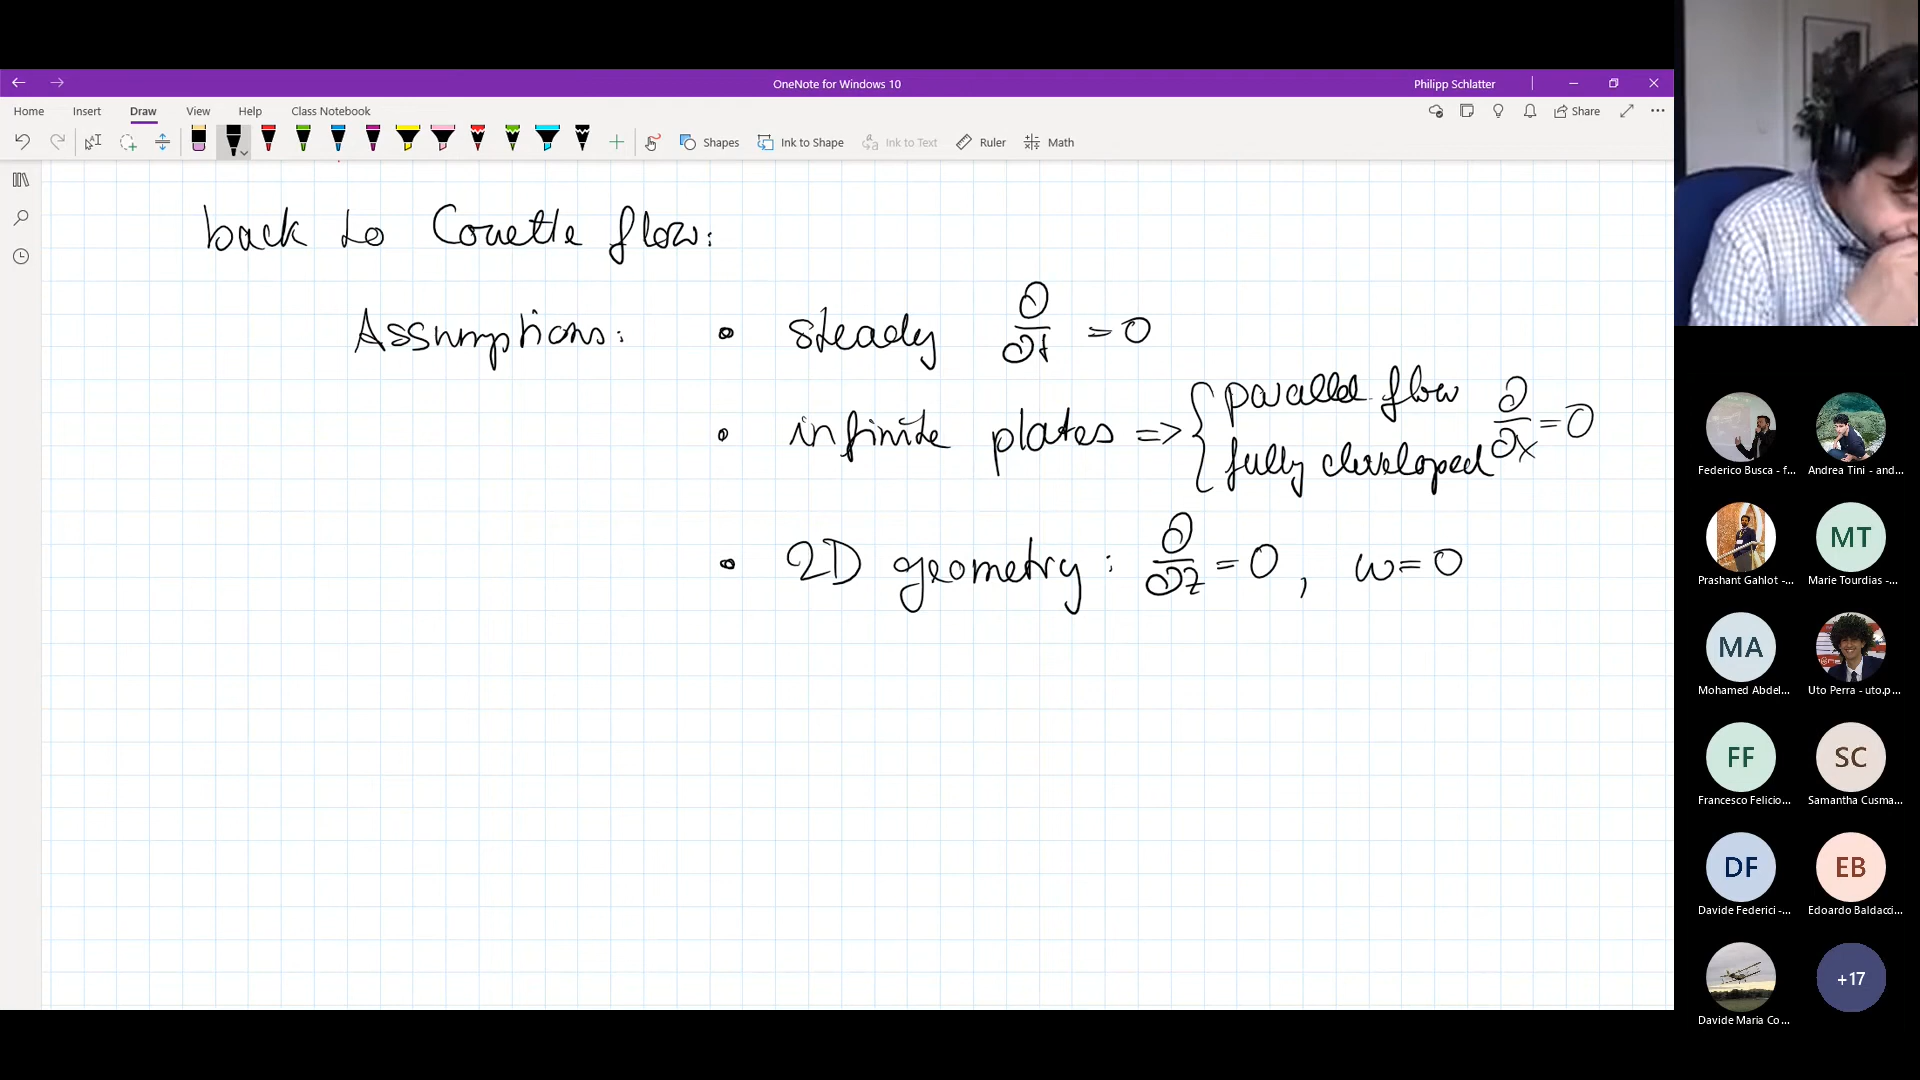 OneNote for Windows 10
Philipp Schlatter
Home Insert Draw View Help Class Notebook
Share
Shapes Ink to Shape Ink to Text Ruler Math
back to Couette flow:
Assumptions: • steady ∂/∂t = 0
• infinite plates => { parallel flow
fully developed ∂/∂x = 0
• 2D geometry: ∂/∂z = 0, w = 0
Federico Busca - f... Andrea Tini - and...
MT
Prashant Gahlot -... Marie Tourdias -...
MA
Mohamed Abdel... Uto Perra - uto.p...
FF SC
Francesco Felicio... Samantha Cusma...
DF EB
Davide Federici -... Edoardo Baldacci...
+17
Davide Maria Co...